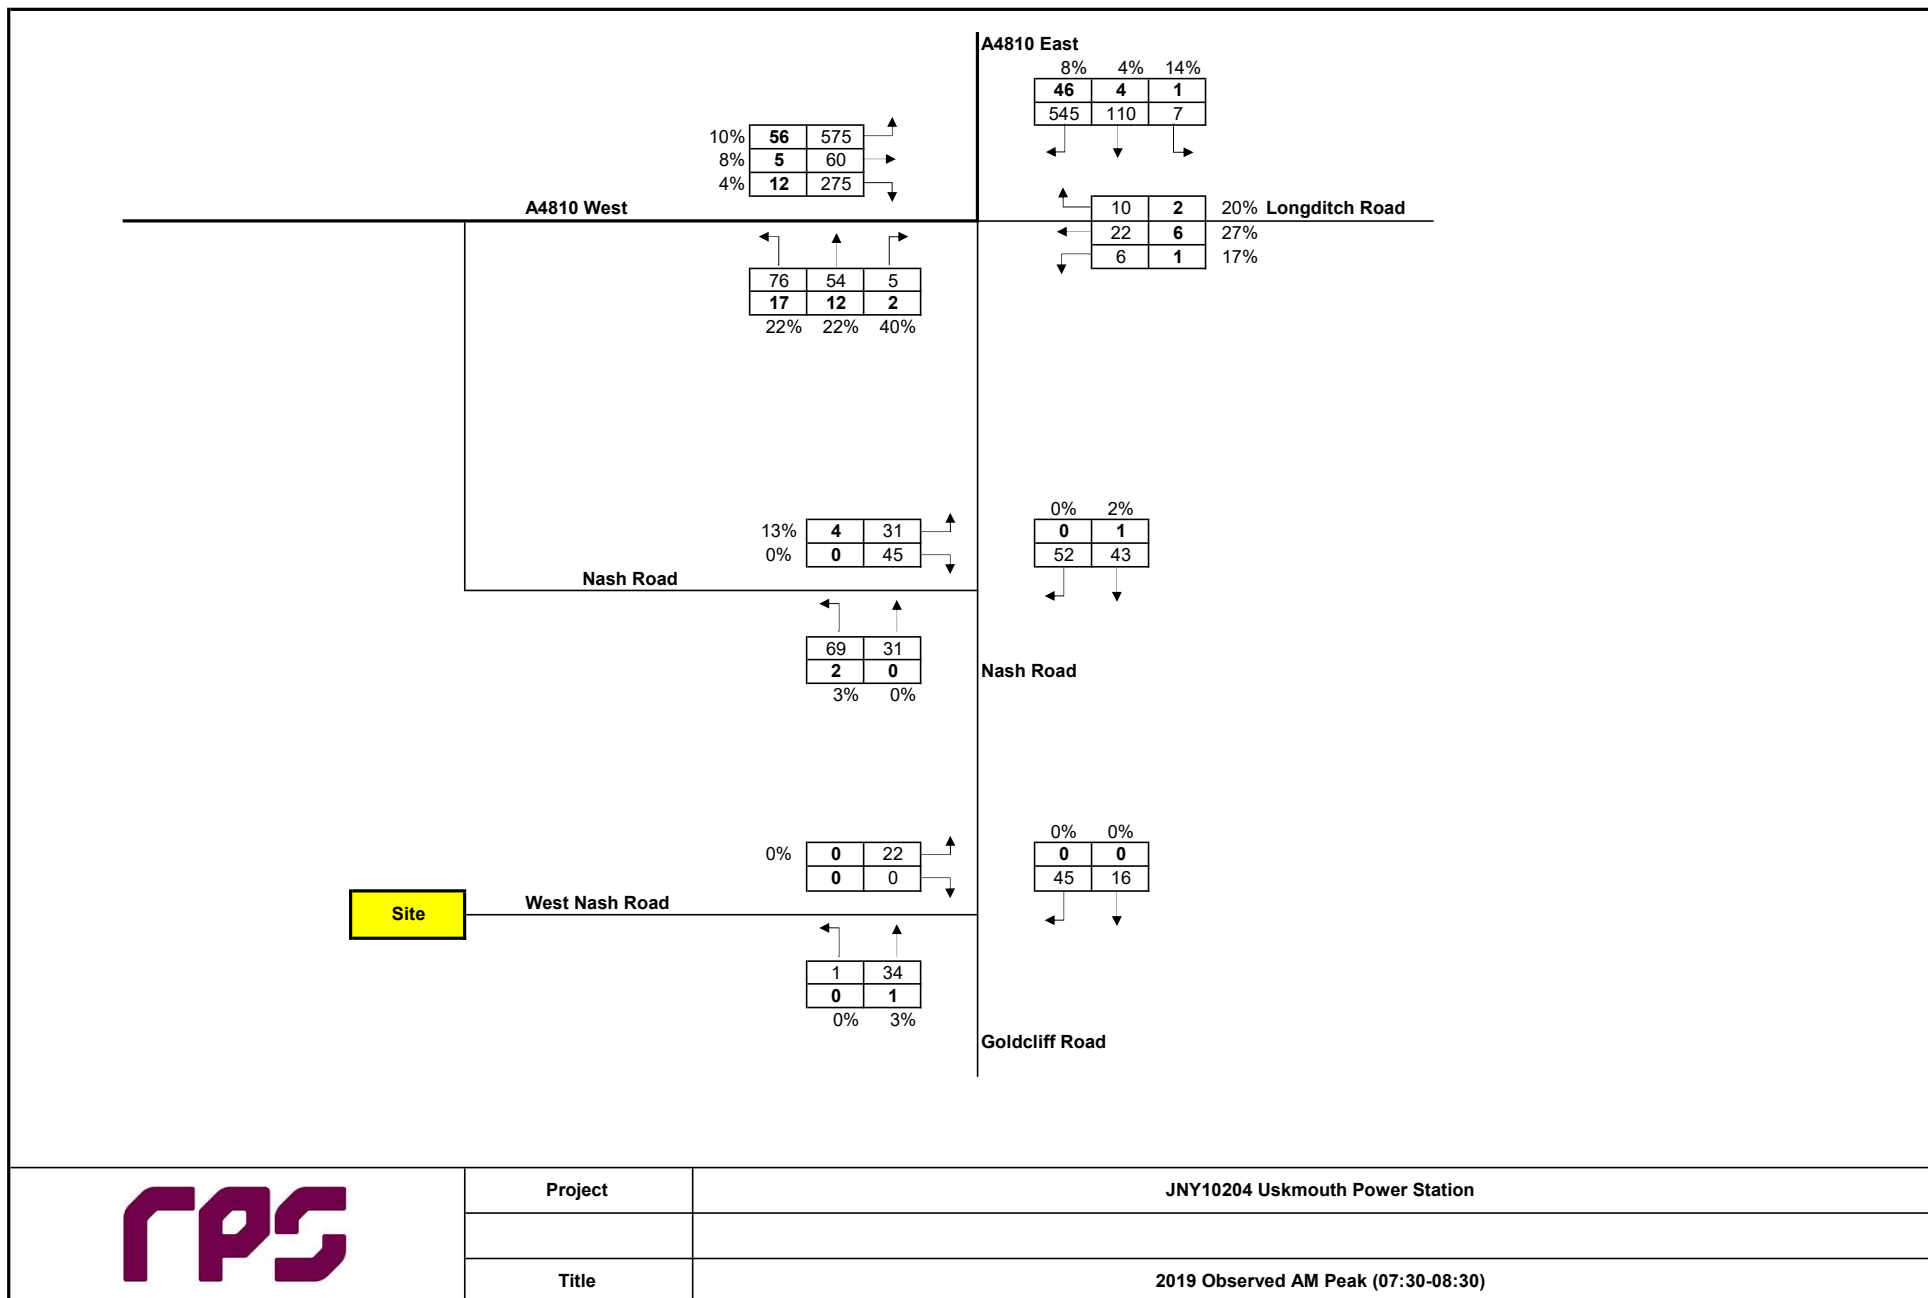 A4810 East
8% 4% 14%
46 4 1
545 110 7
10% 56 575
8% 5 60
4% 12 275
A4810 West
10 2 20% Longditch Road
22 6 27%
6 1 17%
76 54 5
17 12 2
22% 22% 40%
13% 4 31
0% 0 45
0% 2%
0 1
52 43
Nash Road
69 31
2 0
3% 0%
Nash Road
0% 0 22
0 0
0% 0%
0 0
45 16
Site
West Nash Road
1 34
0 1
0% 3%
Goldcliff Road
rps
Project JNY10204 Uskmouth Power Station
Title 2019 Observed AM Peak (07:30-08:30)